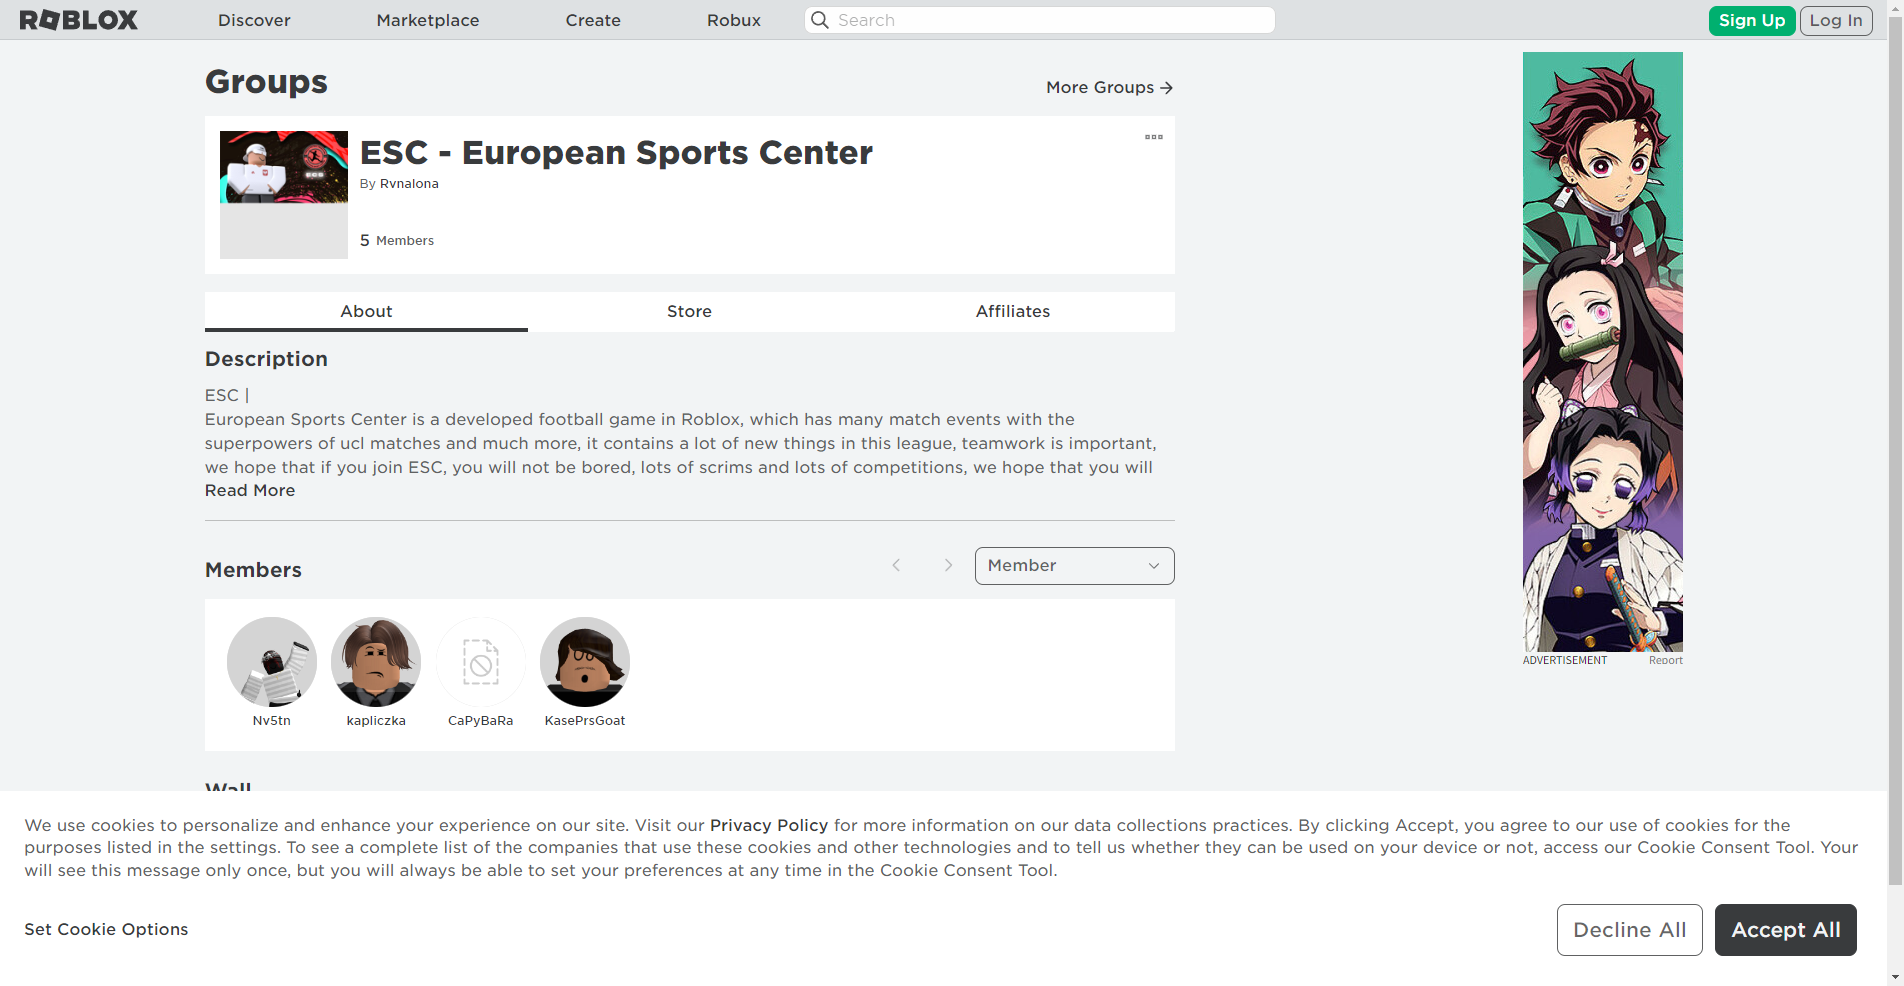 ROBLOX
Discover
Marketplace
Create
Robux
Search
Sign Up
Log In
Groups
More Groups
ESC - European Sports Center
By Rvnalona
5 Members
About
Store
Affiliates
Description
ESC |
European Sports Center is a developed football game in Roblox, which has many match events with the
superpowers of ucl matches and much more, it contains a lot of new things in this league, teamwork is important,
we hope that if you join ESC, you will not be bored, lots of scrims and lots of competitions, we hope that you will
Read More
Members
Member
Nv5tn
kapliczka
CaPyBaRa
KasePrsGoat
ADVERTISEMENT
Report
Wall
We use cookies to personalize and enhance your experience on our site. Visit our Privacy Policy for more information on our data collections practices. By clicking Accept, you agree to our use of cookies for the
purposes listed in the settings. To see a complete list of the companies that use these cookies and other technologies and to tell us whether they can be used on your device or not, access our Cookie Consent Tool. Your
will see this message only once, but you will always be able to set your preferences at any time in the Cookie Consent Tool.
Set Cookie Options
Decline All
Accept All